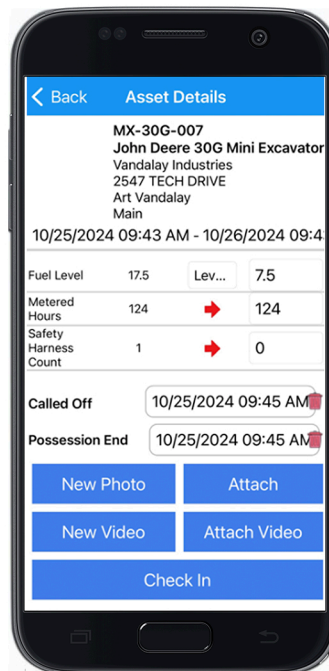 Back
Asset Details
MX-30G-007
John Deere 30G Mini Excavator
Vandalay Industries
2547 TECH DRIVE
Art Vandalay
Main
10/25/2024 09:43 AM - 10/26/2024 09:4
Fuel Level 17.5 Lev... 7.5
Metered
Hours 124 124
Safety
Harness
Count 1 0
Called Off 10/25/2024 09:45 AM
Possession End 10/25/2024 09:45 AM
New Photo Attach
New Video Attach Video
Check In